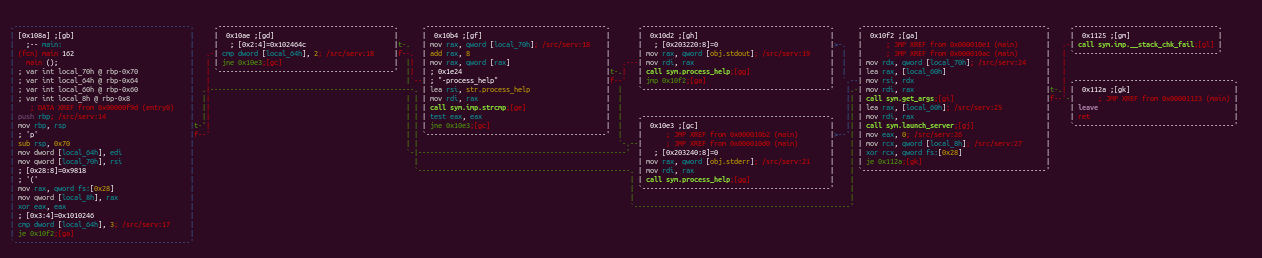 [0x108a] ;[gb]
;-- main:
(fcn) main 162
main ();
; var int local_70h @ rbp-0x70
; var int local_64h @ rbp-0x64
; var int local_60h @ rbp-0x60
; var int local_8h @ rbp-0x8
; DATA XREF from 0x00000f9d (entry0)
push rbp; /src/serv:14
mov rbp, rsp
; 'p'
sub rsp, 0x70
mov dword [local_64h], edi
mov qword [local_70h], rsi
; [0x28:8]=0x9818
; '('
mov rax, qword fs:[0x28]
mov qword [local_8h], rax
xor eax, eax
; [0x3:4]=0x1010246
cmp dword [local_64h], 3; /src/serv:17
je 0x10f2;[ga]
[0x10ae ;[gd]
; [0x2:4]=0x102464c
cmp dword [local_64h], 2; /src/serv:18
jne 0x10e3;[gc]
0x10b4 ;[gf]
mov rax, qword [local_70h]; /src/serv:18
add rax, 8
mov rax, qword [rax]
; 0x1e24
; "-process_help"
lea rsi, str.process_help
mov rdi, rax
call sym.imp.strcmp;[ge]
test eax, eax
jne 0x10e3;[gc]
0x10d2 ;[gh]
; [0x203220:8]=0
mov rax, qword [obj.stdout]; /src/serv:19
mov rdi, rax
call sym.process_help;[gg]
jmp 0x10f2;[ga]
0x10e3 ;[gc]
; JMP XREF from 0x000010b2 (main)
; JMP XREF from 0x000010d0 (main)
; [0x203240:8]=0
mov rax, qword [obj.stderr]; /src/serv:21
mov rdi, rax
call sym.process_help;[gg]
0x10f2 ;[ga]
; JMP XREF from 0x000010e1 (main)
; JMP XREF from 0x000010ac (main)
mov rdx, qword [local_70h]; /src/serv:24
lea rax, [local_60h]
mov rsi, rdx
mov rdi, rax
call sym.get_args;[gi]
lea rax, [local_60h]; /src/serv:25
mov rdi, rax
call sym.launch_server;[gj]
mov eax, 0; /src/serv:26
mov rcx, qword [local_8h]; /src/serv:27
xor rcx, qword fs:[0x28]
je 0x112a;[gk]
0x1125 ;[gm]
call sym.imp.__stack_chk_fail;[gl]
0x112a ;[gk]
; JMP XREF from 0x00001123 (main)
leave
ret